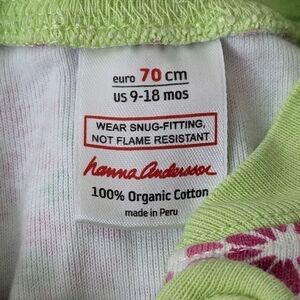 euro 70 cm
US 9-18 mos
WEAR SNUG-FITTING,
NOT FLAME RESISTANT
hanna andersson
100% Organic Cotton
made in Peru